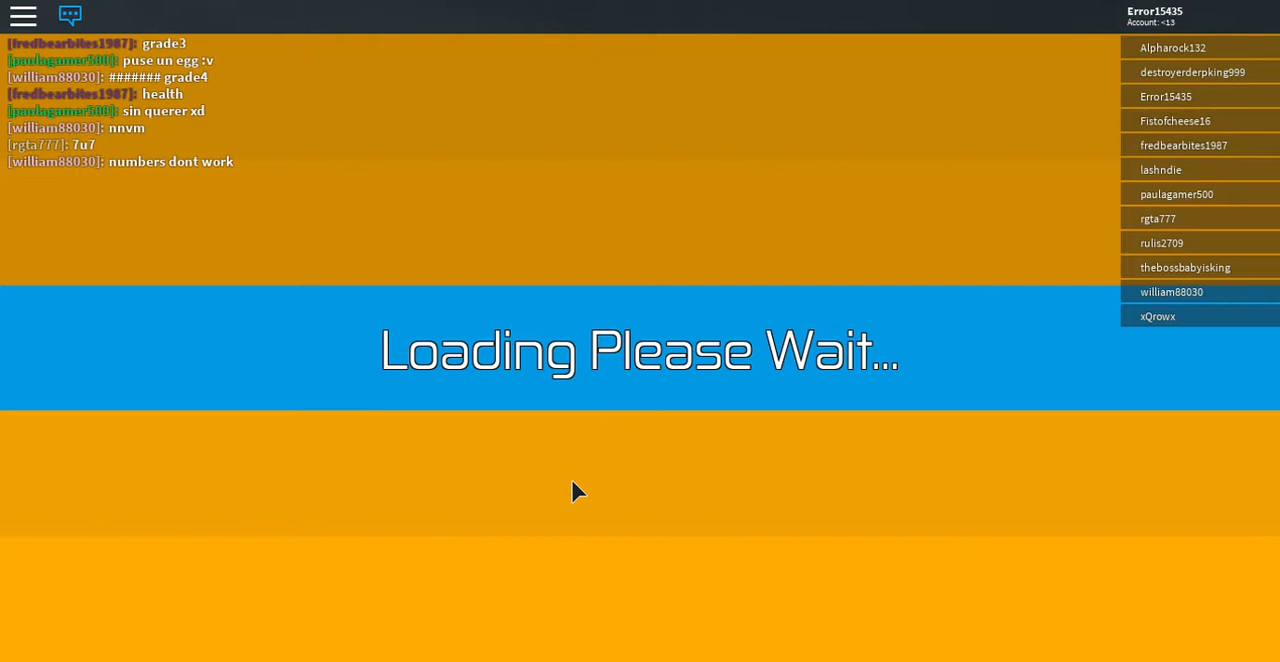 Error15435
Account: <13
[fredbearbites1987]: grade3
[paulagamer500]: puse un egg :v
[william88030]: ####### grade4
[fredbearbites1987]: health
[paulagamer500]: sin querer xd
[william88030]: nnvm
[rgta777]: 7u7
[william88030]: numbers dont work
Alpharock132
destroyerderpking999
Error15435
Fistofcheese16
fredbearbites1987
lashndie
paulagamer500
rgta777
rulis2709
thebossbabyisking
william88030
xQrowx
Loading Please Wait...